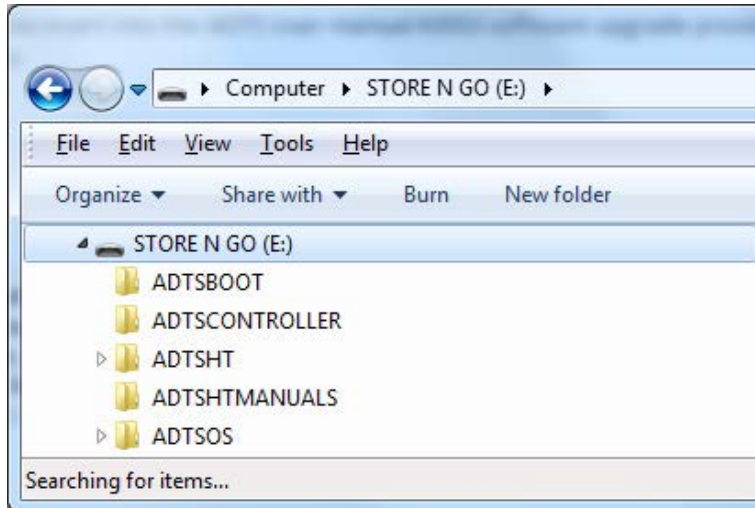 Computer STORE N GO (E:)
File Edit View Tools Help
Organize Share with Burn New folder
STORE N GO (E:)
ADTSBOOT
ADTSCONTROLLER
ADTSHT
ADTSHTMANUALS
ADTSOS
Searching for items...